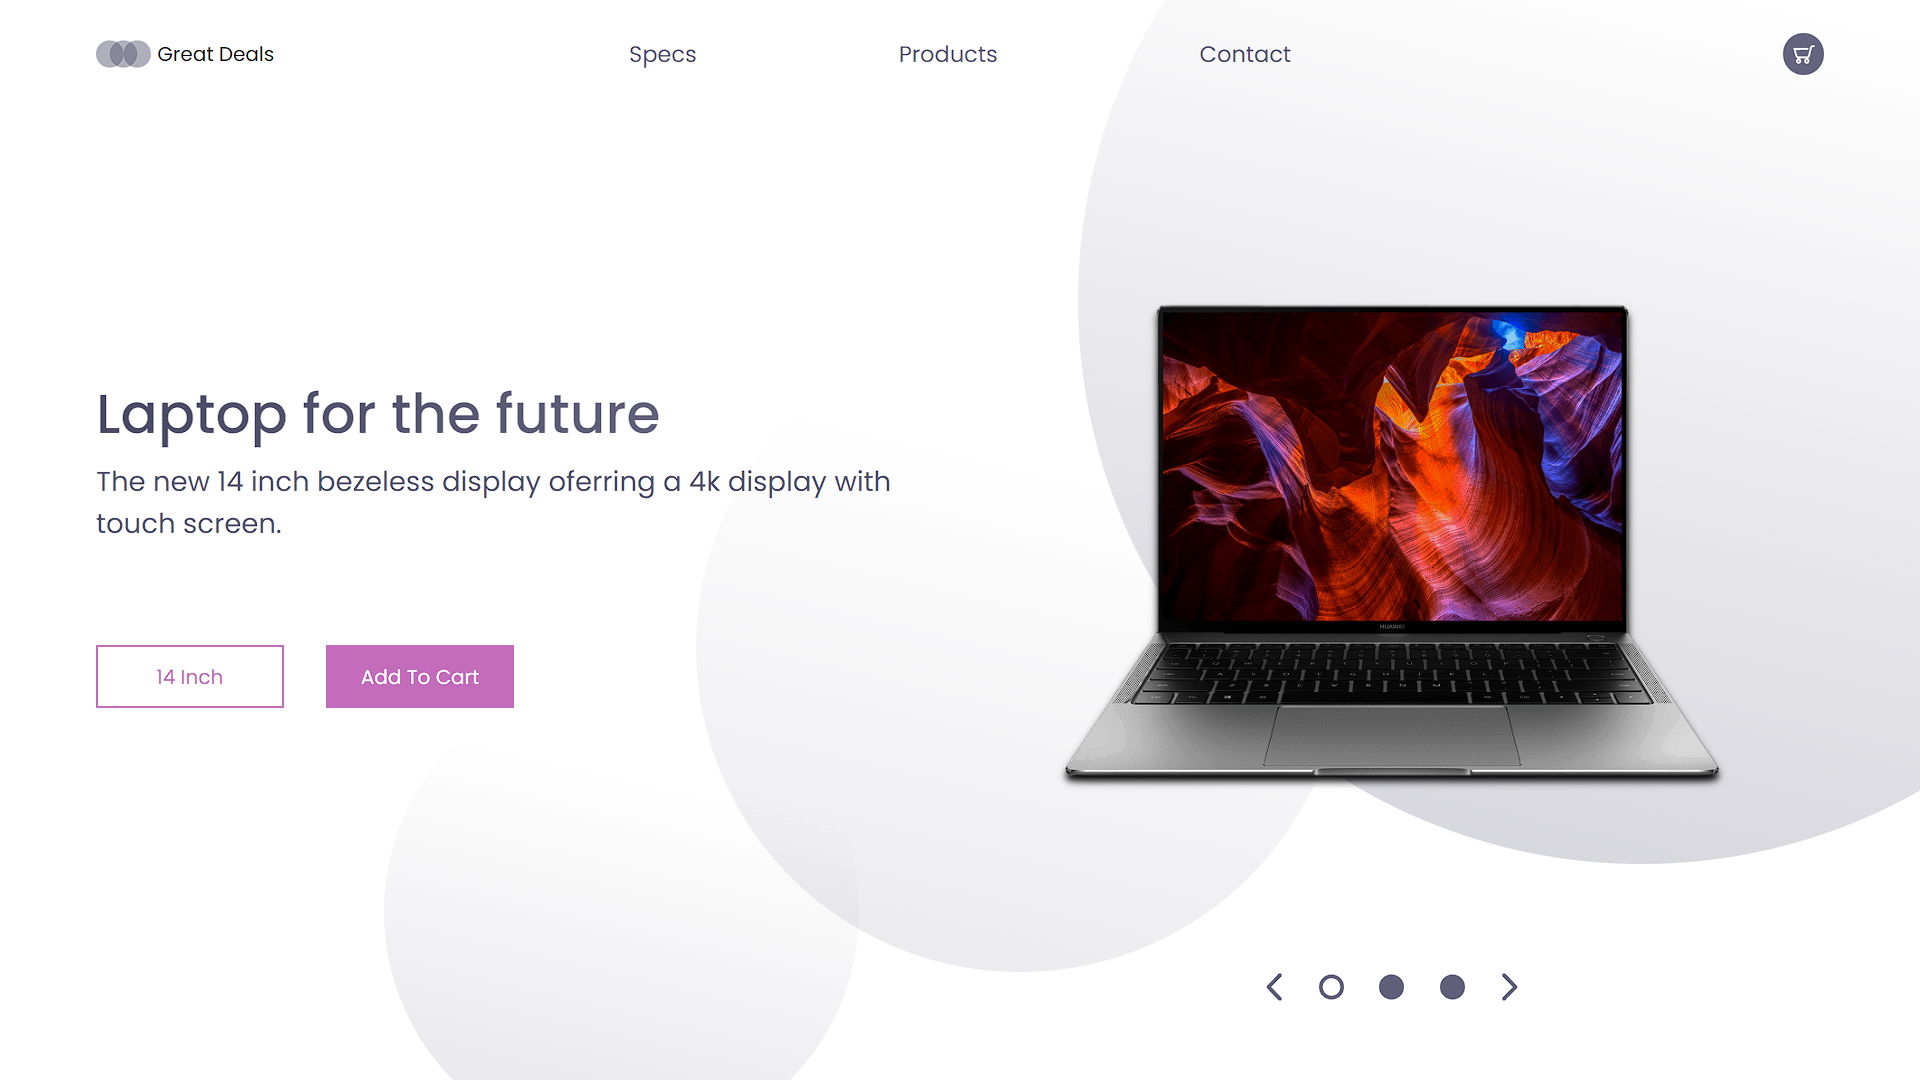 Great Deals
Specs
Products
Contact
Laptop for the future
The new 14 inch bezeless display oferring a 4k display with
touch screen.
14 Inch
Add To Cart
HUAWEI